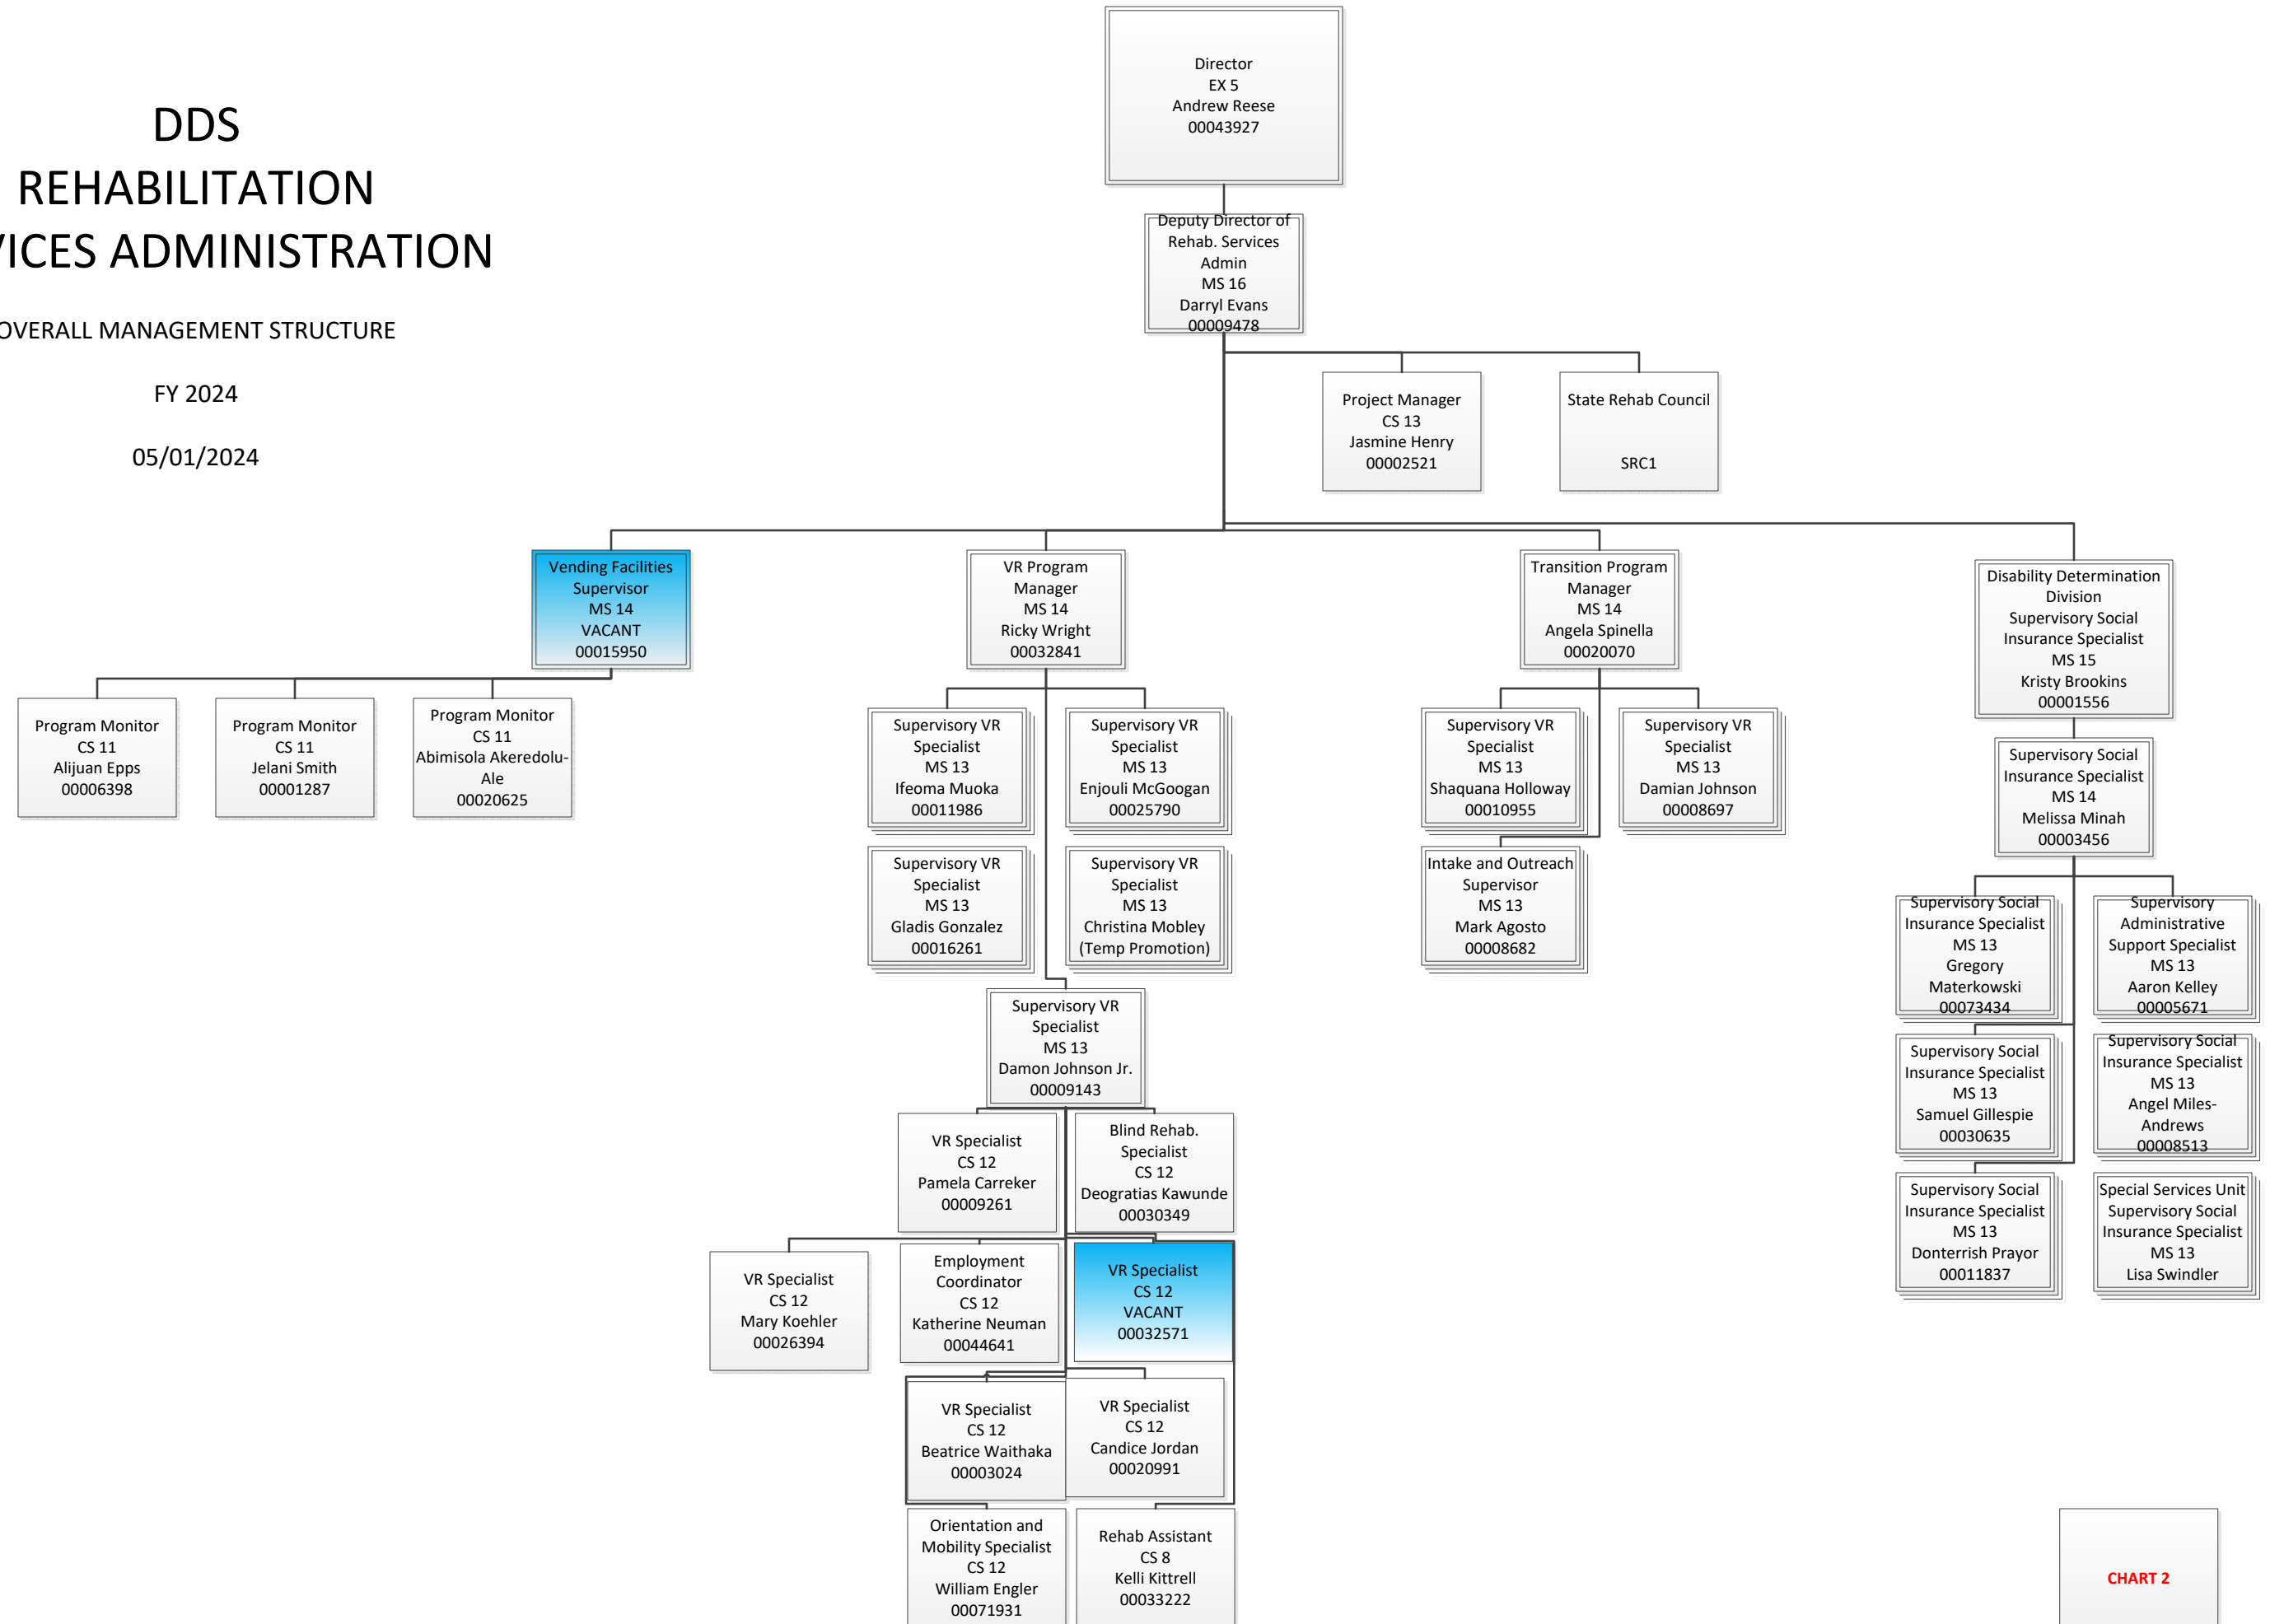 DDS
REHABILITATION
VICES ADMINISTRATION
OVERALL MANAGEMENT STRUCTURE
FY 2024
05/01/2024
Director
EX 5
Andrew Reese
00043927
Deputy Director of
Rehab. Services
Admin
MS 16
Darryl Evans
00009478
Project Manager
CS 13
Jasmine Henry
00002521
State Rehab Council
SRC1
Vending Facilities
Supervisor
MS 14
VACANT
00015950
VR Program
Manager
MS 14
Ricky Wright
00032841
Transition Program
Manager
MS 14
Angela Spinella
00020070
Disability Determination
Division
Supervisory Social
Insurance Specialist
MS 15
Kristy Brookins
00001556
Program Monitor
CS 11
Alijuan Epps
00006398
Program Monitor
CS 11
Jelani Smith
00001287
Program Monitor
CS 11
Abimisola Akeredolu-
Ale
00020625
Supervisory VR
Specialist
MS 13
Ifeoma Muoka
00011986
Supervisory VR
Specialist
MS 13
Enjouli McGoogan
00025790
Supervisory VR
Specialist
MS 13
Shaquana Holloway
00010955
Supervisory VR
Specialist
MS 13
Damian Johnson
00008697
Supervisory Social
Insurance Specialist
MS 14
Melissa Minah
00003456
Supervisory VR
Specialist
MS 13
Gladis Gonzalez
00016261
Supervisory VR
Specialist
MS 13
Christina Mobley
(Temp Promotion)
Intake and Outreach
Supervisor
MS 13
Mark Agosto
00008682
Supervisory Social
Insurance Specialist
MS 13
Gregory
Materkowski
00073434
Supervisory
Administrative
Support Specialist
MS 13
Aaron Kelley
00005671
Supervisory VR
Specialist
MS 13
Damon Johnson Jr.
00009143
Supervisory Social
Insurance Specialist
MS 13
Samuel Gillespie
00030635
Supervisory Social
Insurance Specialist
MS 13
Angel Miles-
Andrews
00008513
VR Specialist
CS 12
Pamela Carreker
00009261
Blind Rehab.
Specialist
CS 12
Deogratias Kawunde
00030349
Supervisory Social
Insurance Specialist
MS 13
Donterrish Prayor
00011837
Special Services Unit
Supervisory Social
Insurance Specialist
MS 13
Lisa Swindler
VR Specialist
CS 12
Mary Koehler
00026394
Employment
Coordinator
CS 12
Katherine Neuman
00044641
VR Specialist
CS 12
VACANT
00032571
VR Specialist
CS 12
Beatrice Waithaka
00003024
VR Specialist
CS 12
Candice Jordan
00020991
Orientation and
Mobility Specialist
CS 12
William Engler
00071931
Rehab Assistant
CS 8
Kelli Kittrell
00033222
CHART 2